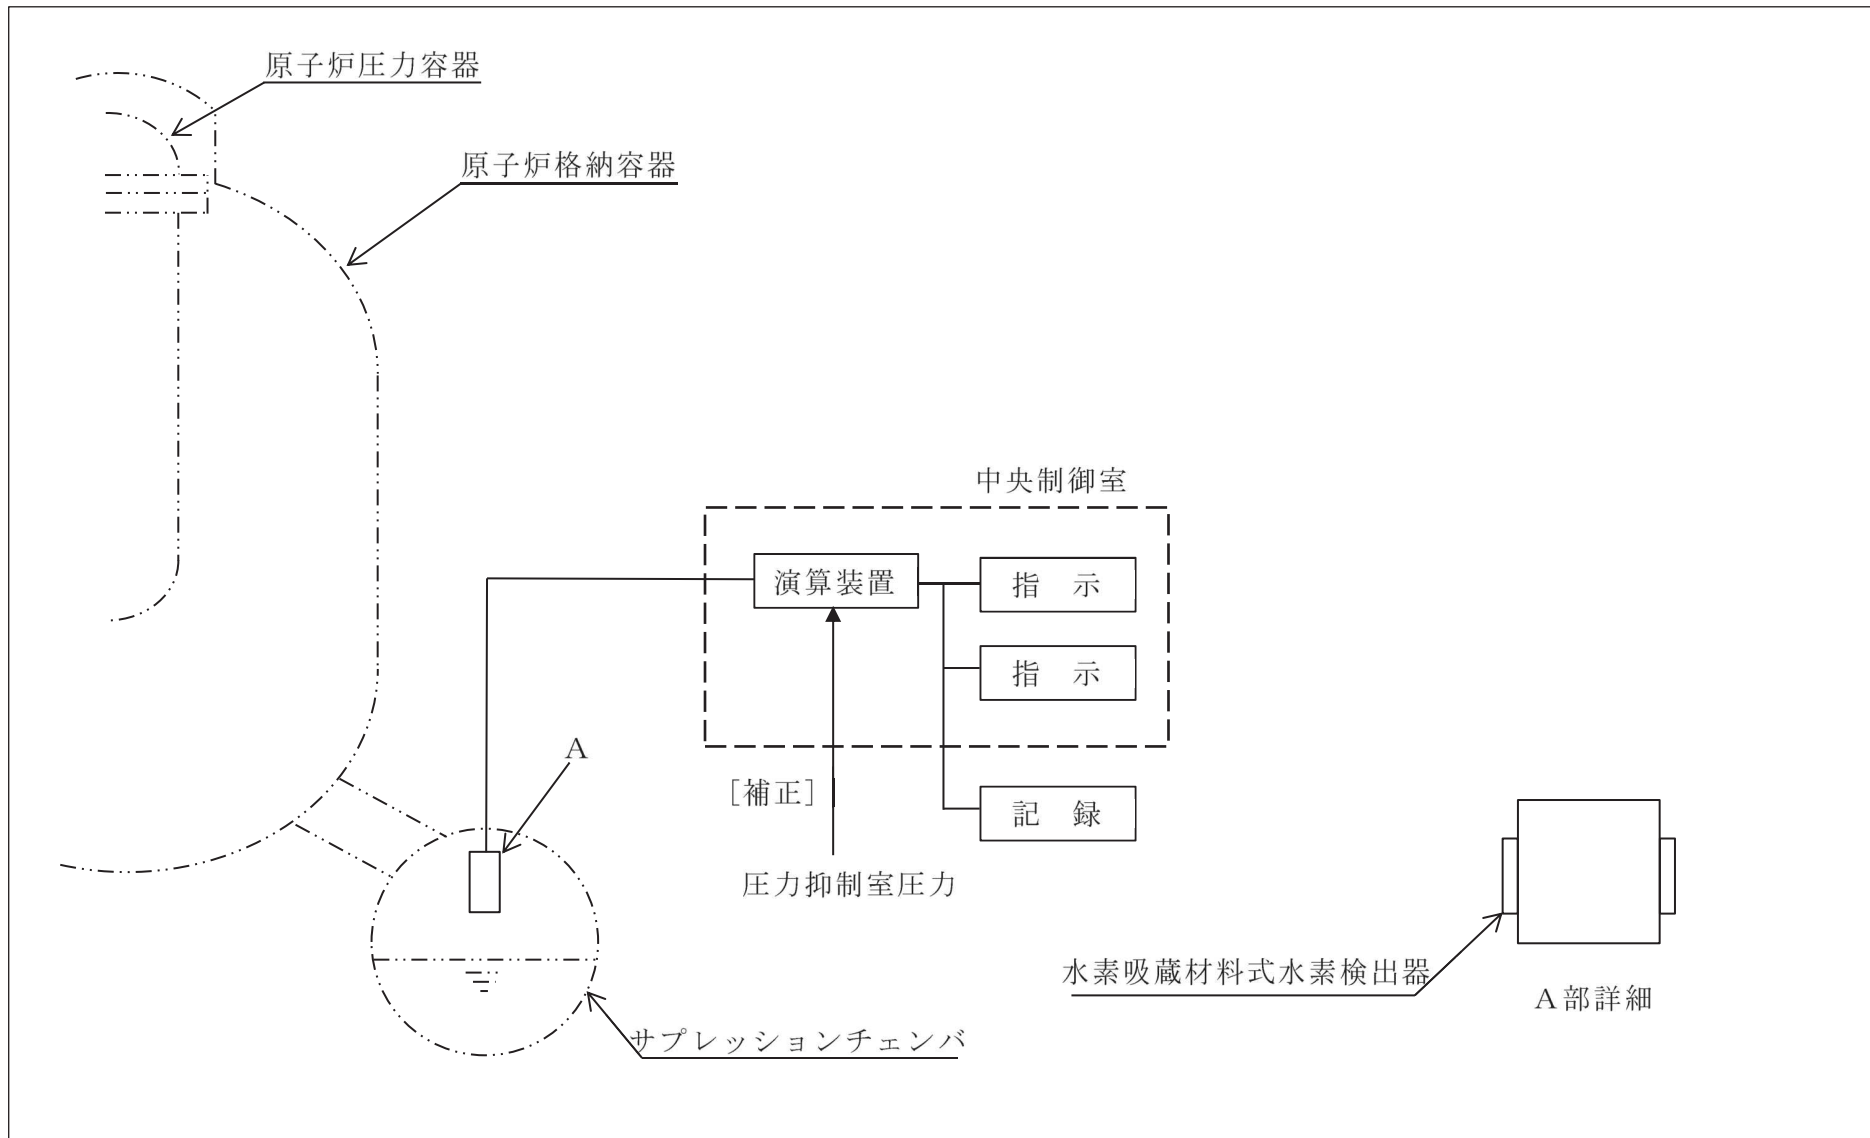 原子炉圧力容器
原子炉格納容器
中央制御室
演算装置
指　示
指　示
A
［補正］
記　録
圧力抑制室圧力
水素吸蔵材料式水素検出器
A部詳細
サプレッションチェンバ